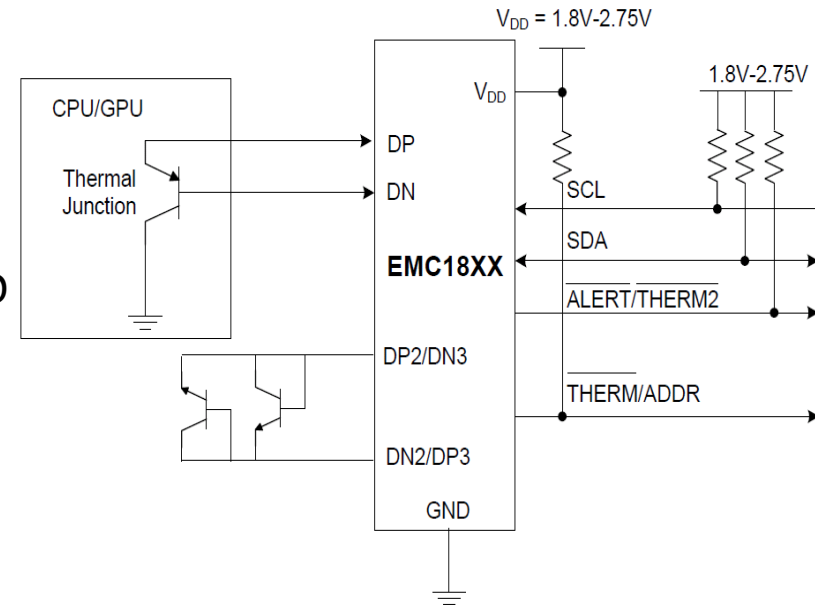 V_DD = 1.8V-2.75V
1.8V-2.75V
V_DD
CPU/GPU
DP
Thermal
Junction
DN
SCL
SDA
EMC18XX
ALERT/THERM2
DP2/DN3
THERM/ADDR
DN2/DP3
GND